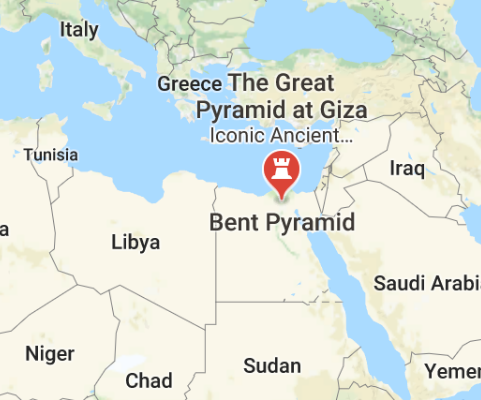 Italy
Greece
The Great
Pyramid at Giza
Iconic Ancient...
Tunisia
Iraq
a
Bent Pyramid
Libya
Saudi Arabi
Niger
Chad
Sudan
Yemen